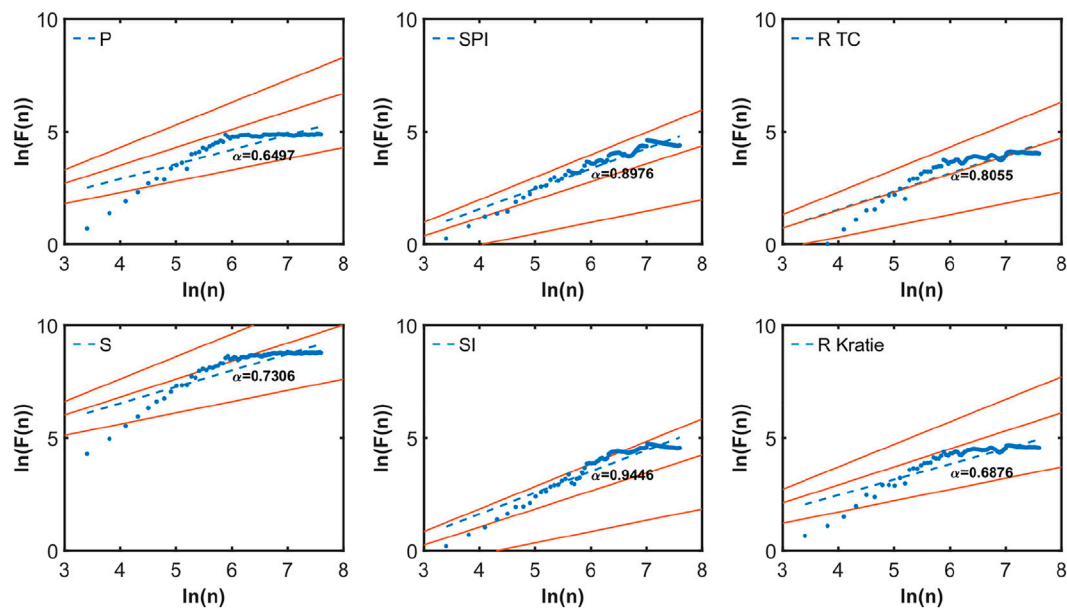 P
α=0.6497
ln(F(n))
0
5
10
3 4 5 6 7 8
ln(n)
SPI
α=0.8976
ln(F(n))
0
5
10
3 4 5 6 7 8
ln(n)
R TC
α=0.8055
ln(F(n))
0
5
10
3 4 5 6 7 8
ln(n)
S
α=0.7306
ln(F(n))
0
5
10
3 4 5 6 7 8
ln(n)
SI
α=0.9446
ln(F(n))
0
5
10
3 4 5 6 7 8
ln(n)
R Kratie
α=0.6876
ln(F(n))
0
5
10
3 4 5 6 7 8
ln(n)